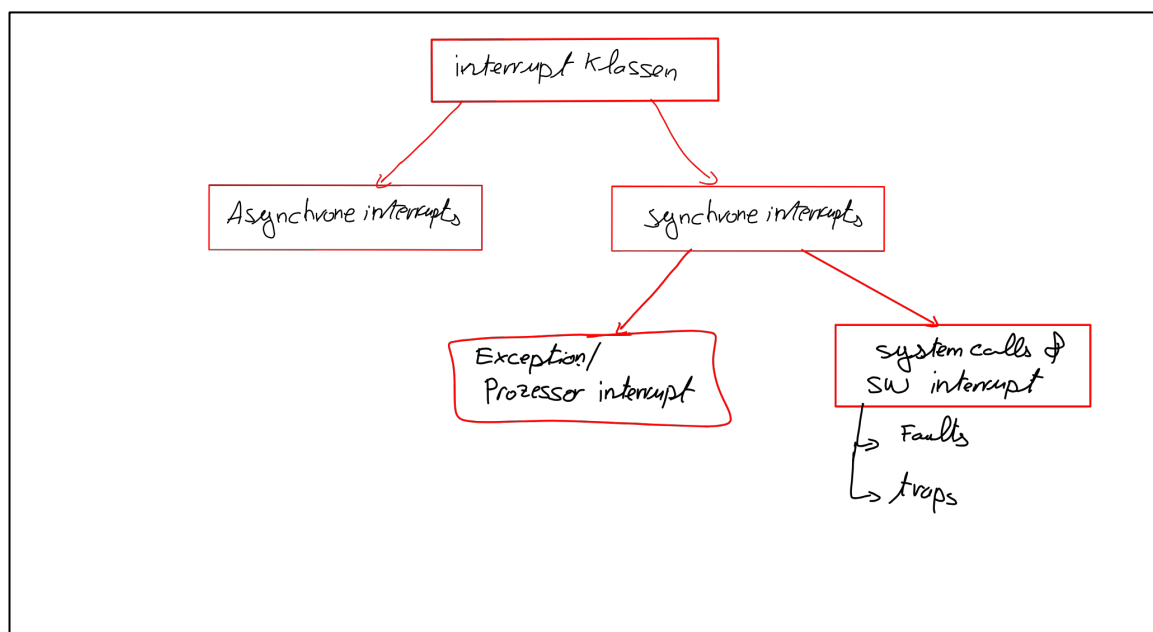 interrupt Klassen
Asynchrone interrupts
synchrone interrupts
Exception/
Prozessor interrupt
system calls &
SW interrupt
Faults
traps